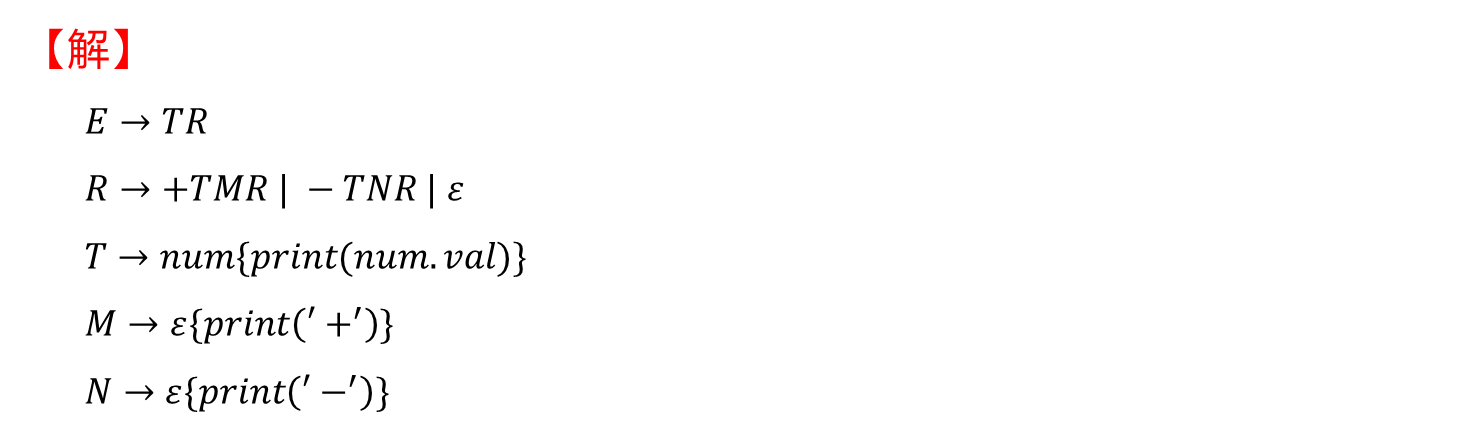 【解】
E → TR
R → +TMR | − TNR | ε
T → num{print(num.val)}
M → ε{print(′ +′)}
N → ε{print(′ −′)}